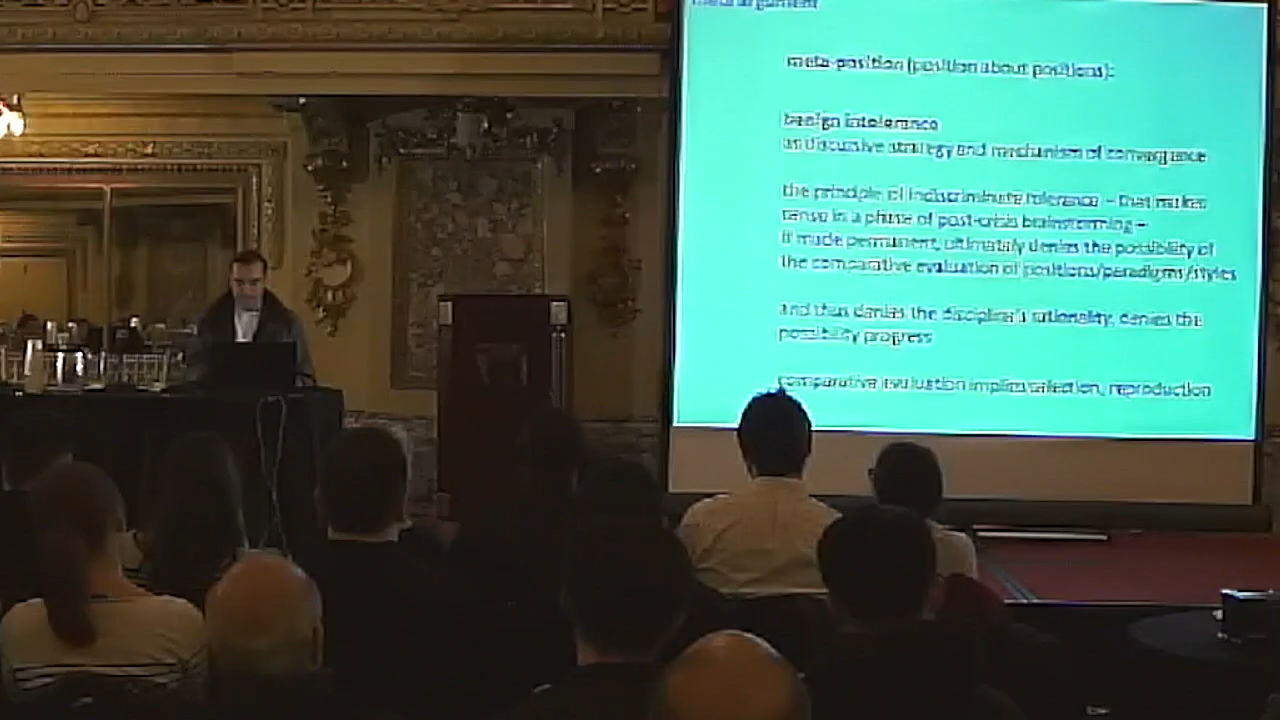 meta-position (position about positions):
benign intolerance
as discursive strategy and mechanism of convergence
the principle of indiscriminate tolerance – that makes
sense in a phase of post-crisis brainstorming –
if made permanent, ultimately denies the possibility of
the comparative evaluation of positions/paradigms/styles
and thus denies the discipline's rationality, denies the
possibility progress
comparative evaluation implies selection, reproduction